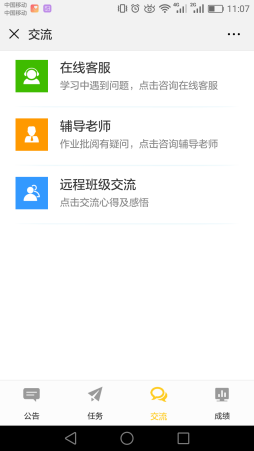 中国移动
中国移动
4G
2G
11:07
交流
在线客服
学习中遇到问题，点击咨询在线客服
辅导老师
作业批阅有疑问，点击咨询辅导老师
远程班级交流
点击交流心得及感悟
公告
任务
交流
成绩